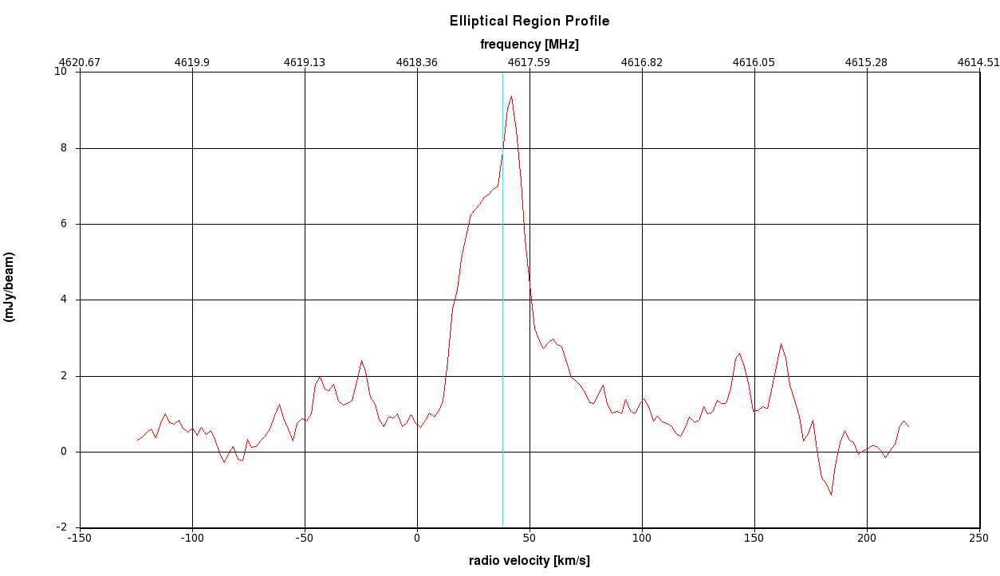 Elliptical Region Profile
frequency [MHz]
4620.67 4619.9 4619.13 4618.36 4617.59 4616.82 4616.05 4615.28 4614.51
10
8
6
4
2
0
-2
(mJy/beam)
-150 -100 -50 0 50 100 150 200 250
radio velocity [km/s]